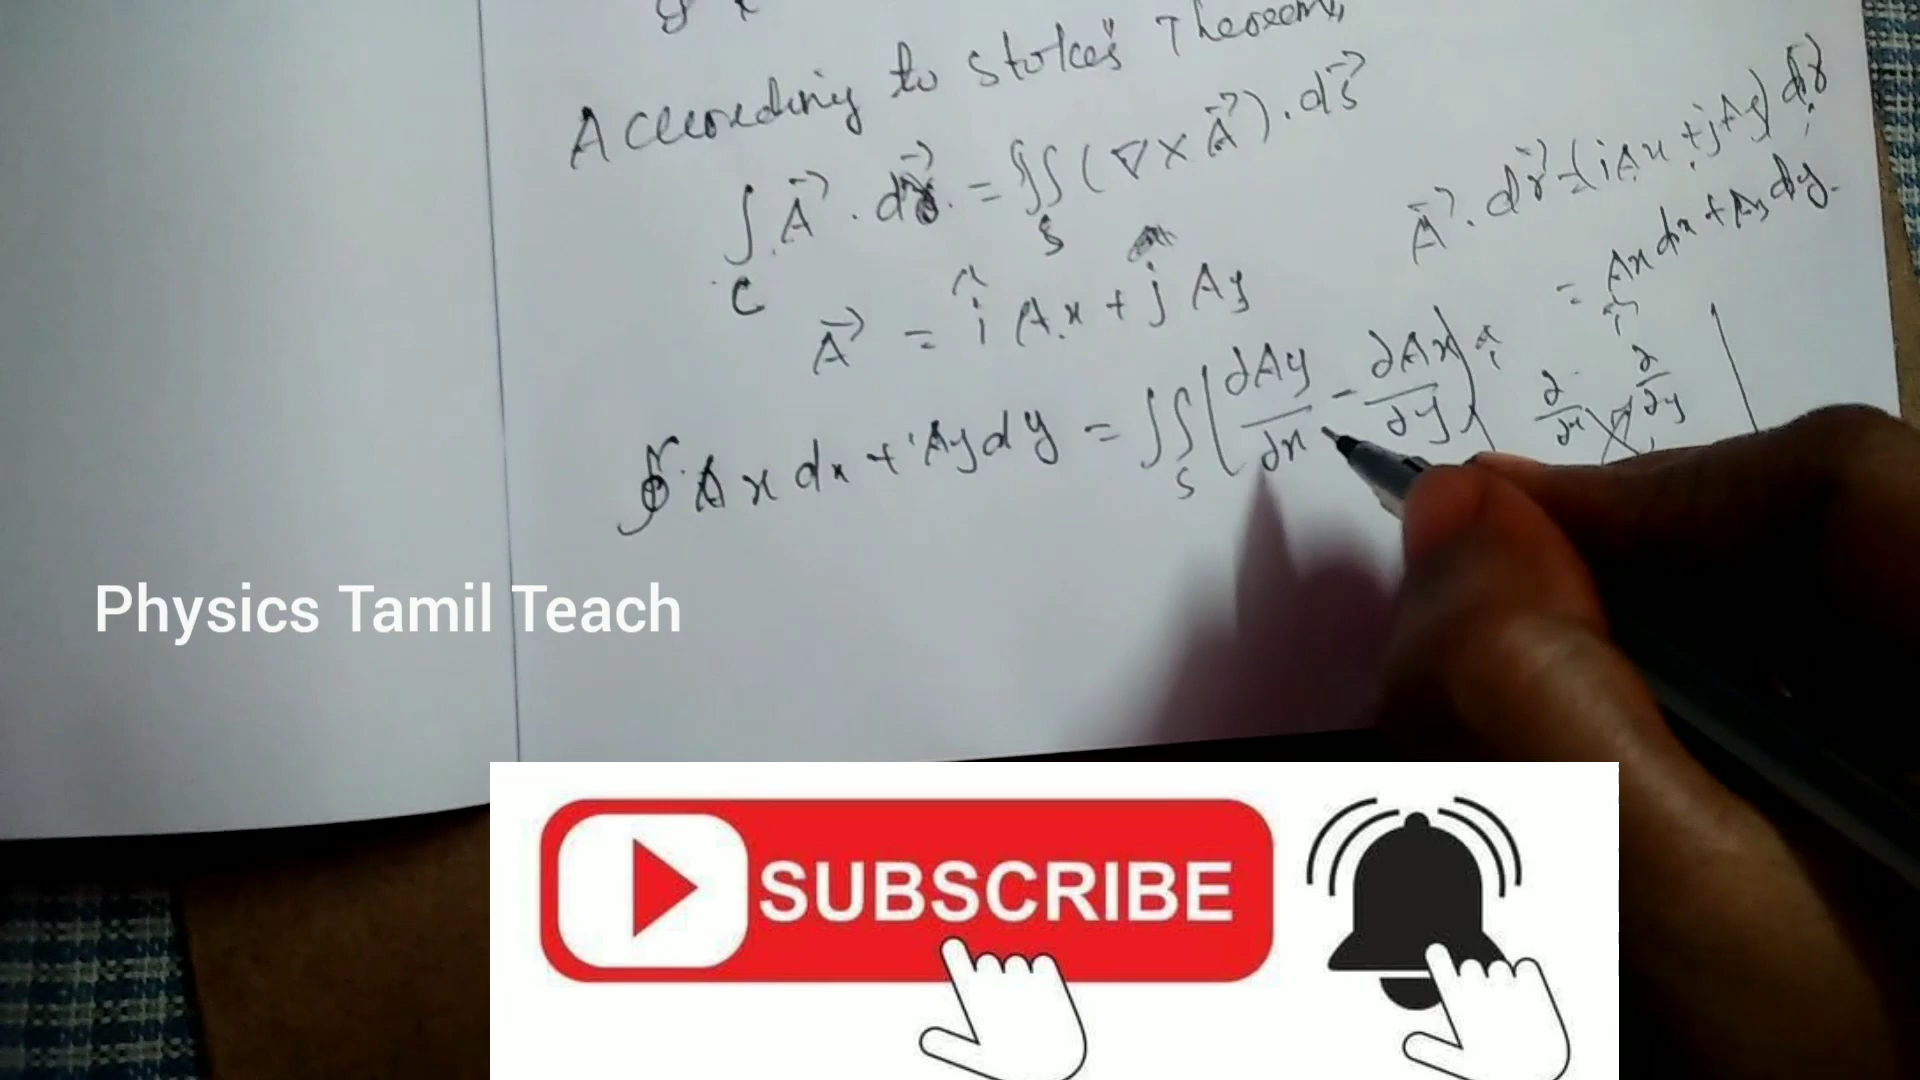 According to Stoke's Theorem,
∫ A⃗ . dr⃗ = ∬ (∇ × A⃗) . ds⃗
C S
A⃗ . dr⃗ = (iAx + jAy) dr
= Ax dx + Ay dy.
A⃗ = î Ax + ĵ Ay
∮ Ax dx + Ay dy = ∬ (∂Ay/∂x - ∂Ax/∂y)
S
∂/∂x ∂/∂y
Physics Tamil Teach
SUBSCRIBE